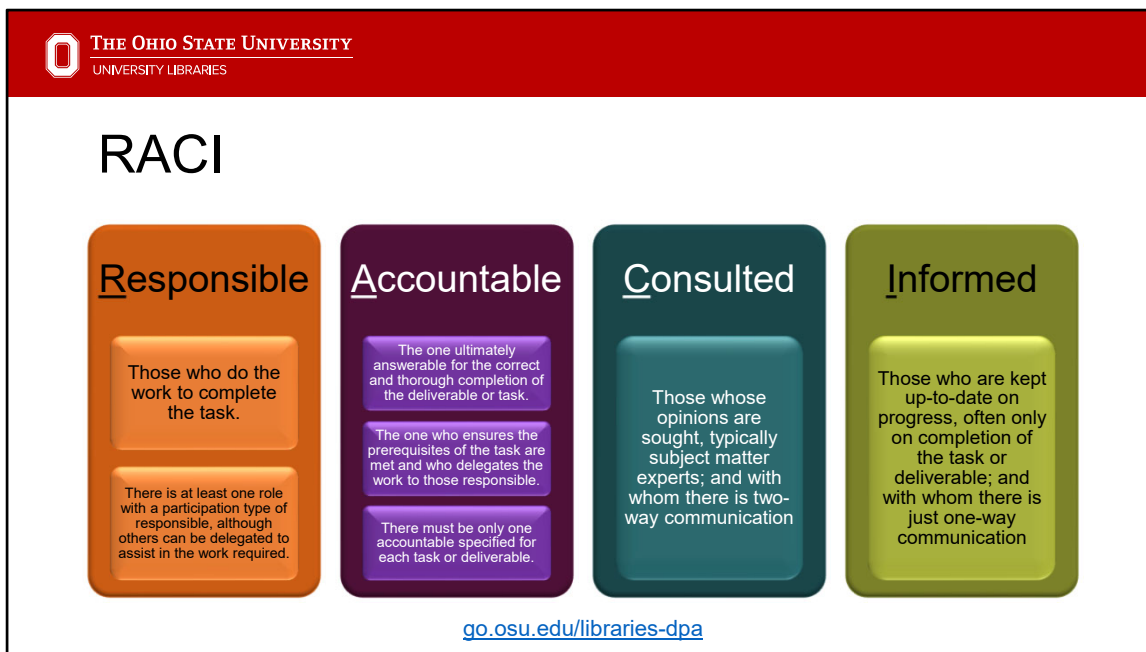 THE OHIO STATE UNIVERSITY
UNIVERSITY LIBRARIES
RACI
Responsible
Those who do the
work to complete
the task.
There is at least one role
with a participation type of
responsible, although
others can be delegated to
assist in the work required.
Accountable
The one ultimately
answerable for the correct
and thorough completion of
the deliverable or task.
The one who ensures the
prerequisites of the task are
met and who delegates the
work to those responsible.
There must be only one
accountable specified for
each task or deliverable.
Consulted
Those whose
opinions are
sought, typically
subject matter
experts; and with
whom there is two-
way communication
Informed
Those who are kept
up-to-date on
progress, often only
on completion of
the task or
deliverable; and
with whom there is
just one-way
communication
go.osu.edu/libraries-dpa